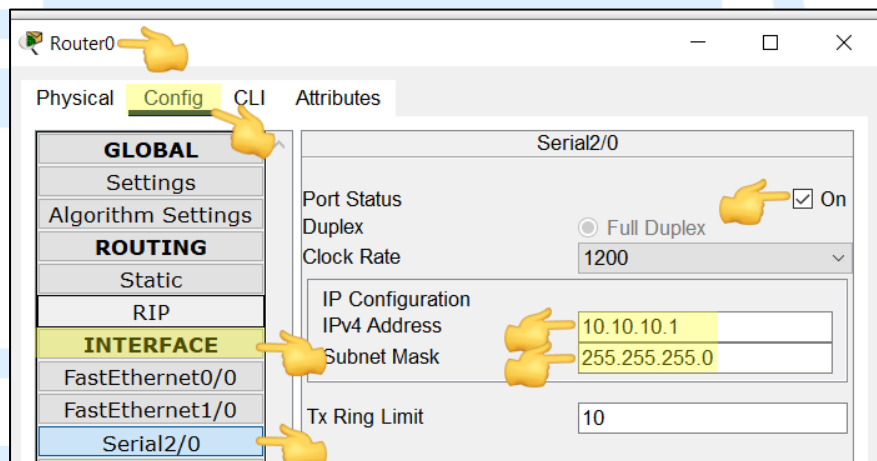 Router0
Physical Config CLI Attributes
GLOBAL
Settings
Algorithm Settings
ROUTING
Static
RIP
INTERFACE
FastEthernet0/0
FastEthernet1/0
Serial2/0
Serial2/0
Port Status On
Duplex Full Duplex
Clock Rate 1200
IP Configuration
IPv4 Address 10.10.10.1
Subnet Mask 255.255.255.0
Tx Ring Limit 10